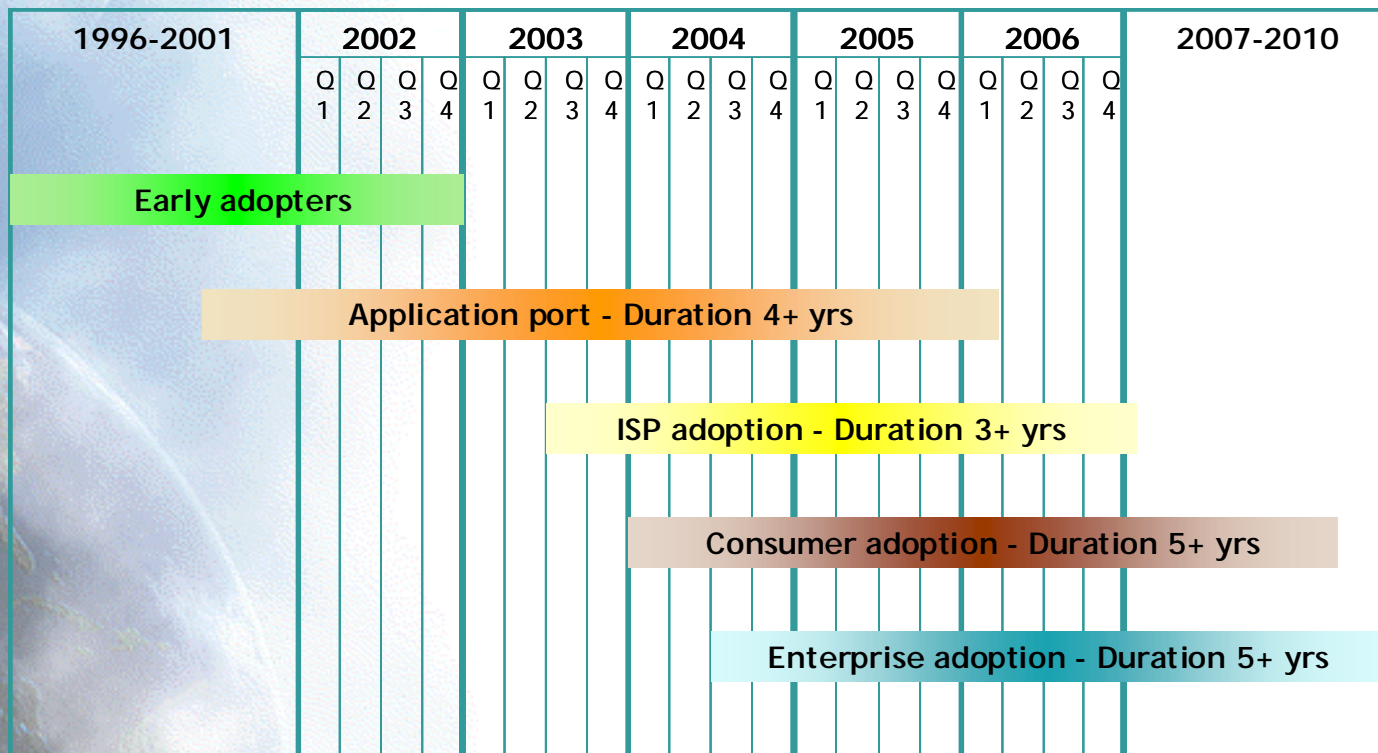 1996-2001 2002 2003 2004 2005 2006 2007-2010
Q Q Q Q Q Q Q Q Q Q Q Q Q Q Q Q Q Q Q Q
1 2 3 4 1 2 3 4 1 2 3 4 1 2 3 4 1 2 3 4
Early adopters
Application port - Duration 4+ yrs
ISP adoption - Duration 3+ yrs
Consumer adoption - Duration 5+ yrs
Enterprise adoption - Duration 5+ yrs